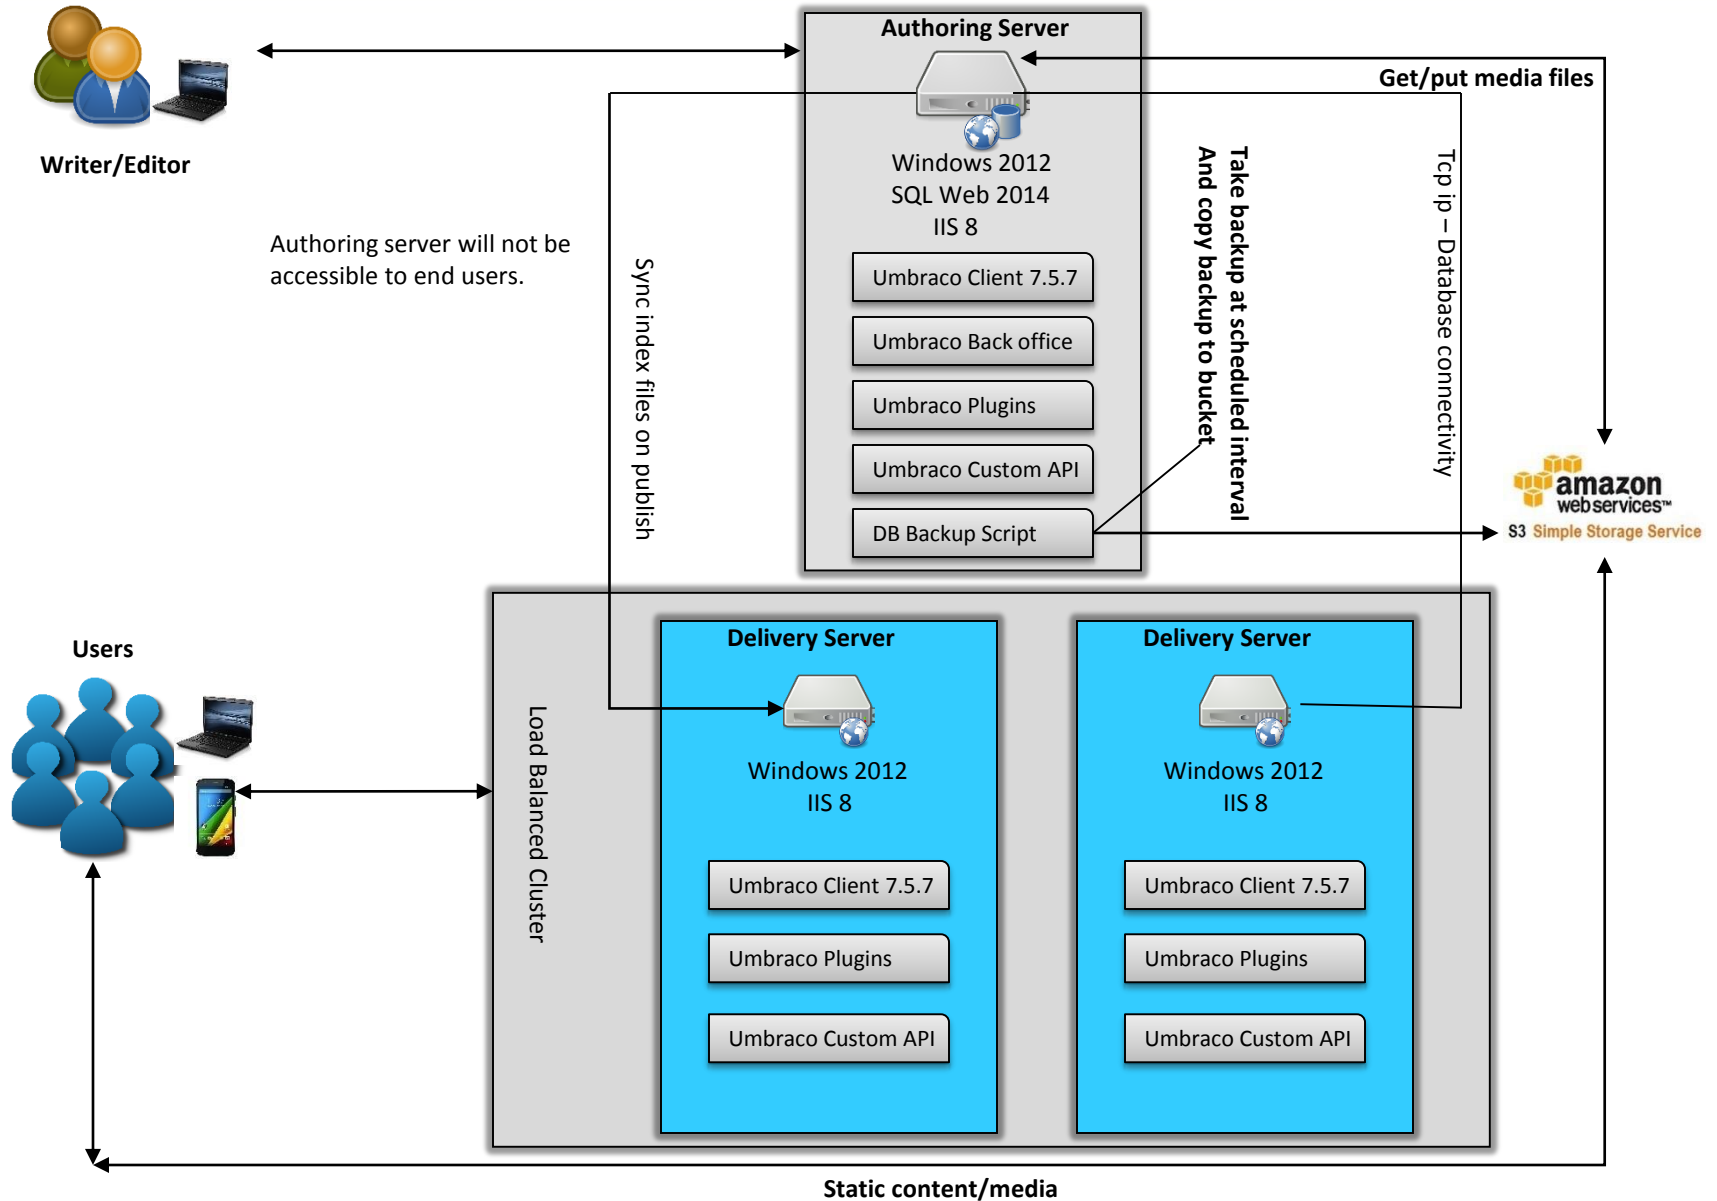 Authoring Server
Get/put media files
Writer/Editor
Windows 2012
SQL Web 2014
IIS 8
Authoring server will not be
accessible to end users.
Sync index files on publish
Take backup at scheduled interval
And copy backup to bucket
Tcp ip – Database connectivity
Umbraco Client 7.5.7
Umbraco Back office
Umbraco Plugins
Umbraco Custom API
DB Backup Script
amazon
webservices™
S3 Simple Storage Service
Users
Load Balanced Cluster
Delivery Server
Windows 2012
IIS 8
Umbraco Client 7.5.7
Umbraco Plugins
Umbraco Custom API
Delivery Server
Windows 2012
IIS 8
Umbraco Client 7.5.7
Umbraco Plugins
Umbraco Custom API
Static content/media